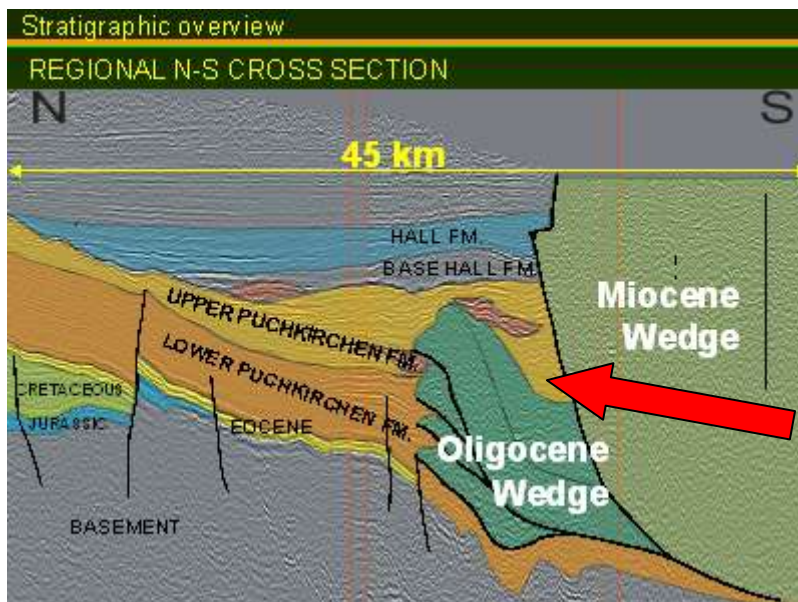 Stratigraphic overview
REGIONAL N-S CROSS SECTION
N
S
45 km
HALL FM.
BASE HALL FM.
Miocene
Wedge
UPPER PUCHKIRCHEN FM.
LOWER PUCHKIRCHEN FM.
CRETACEOUS
JURASSIC
EOCENE
Oligocene
Wedge
BASEMENT